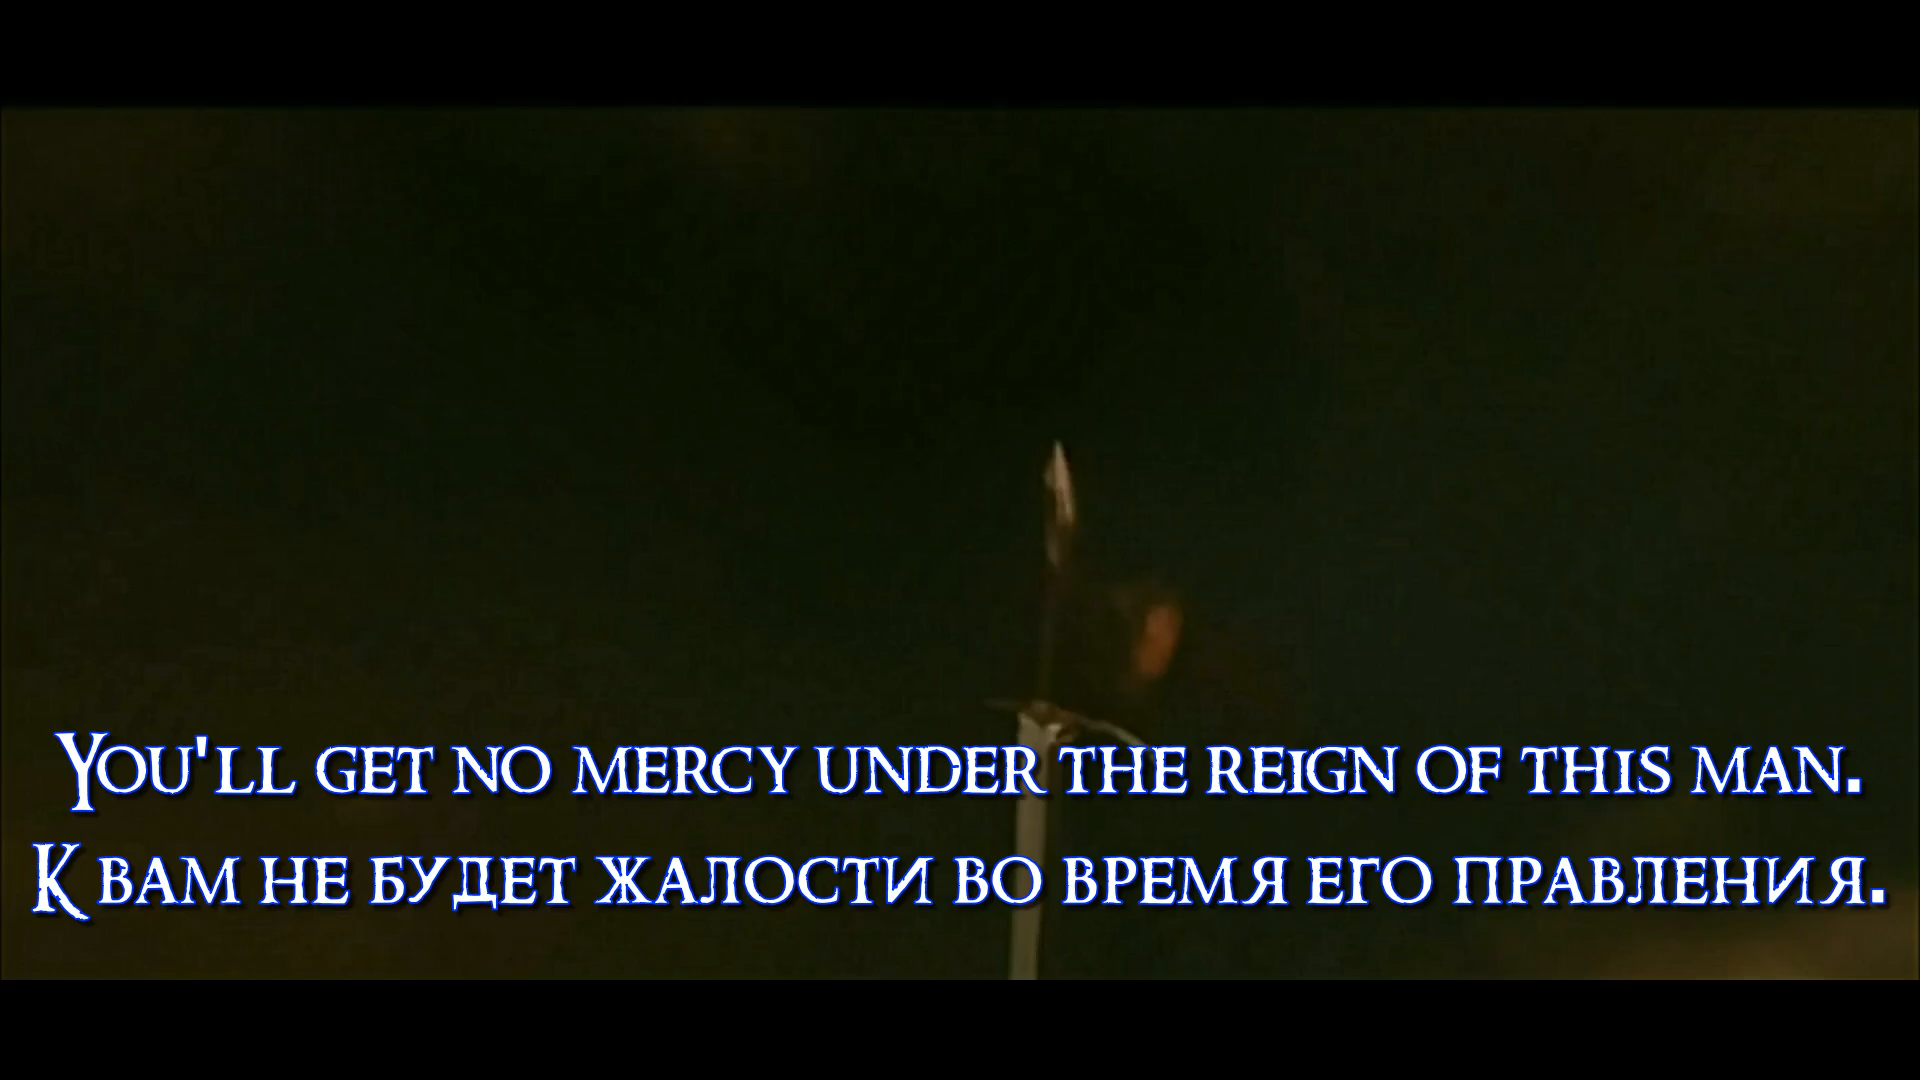 You'll get no mercy under the reign of this man.
К вам не будет жалости во время его правления.